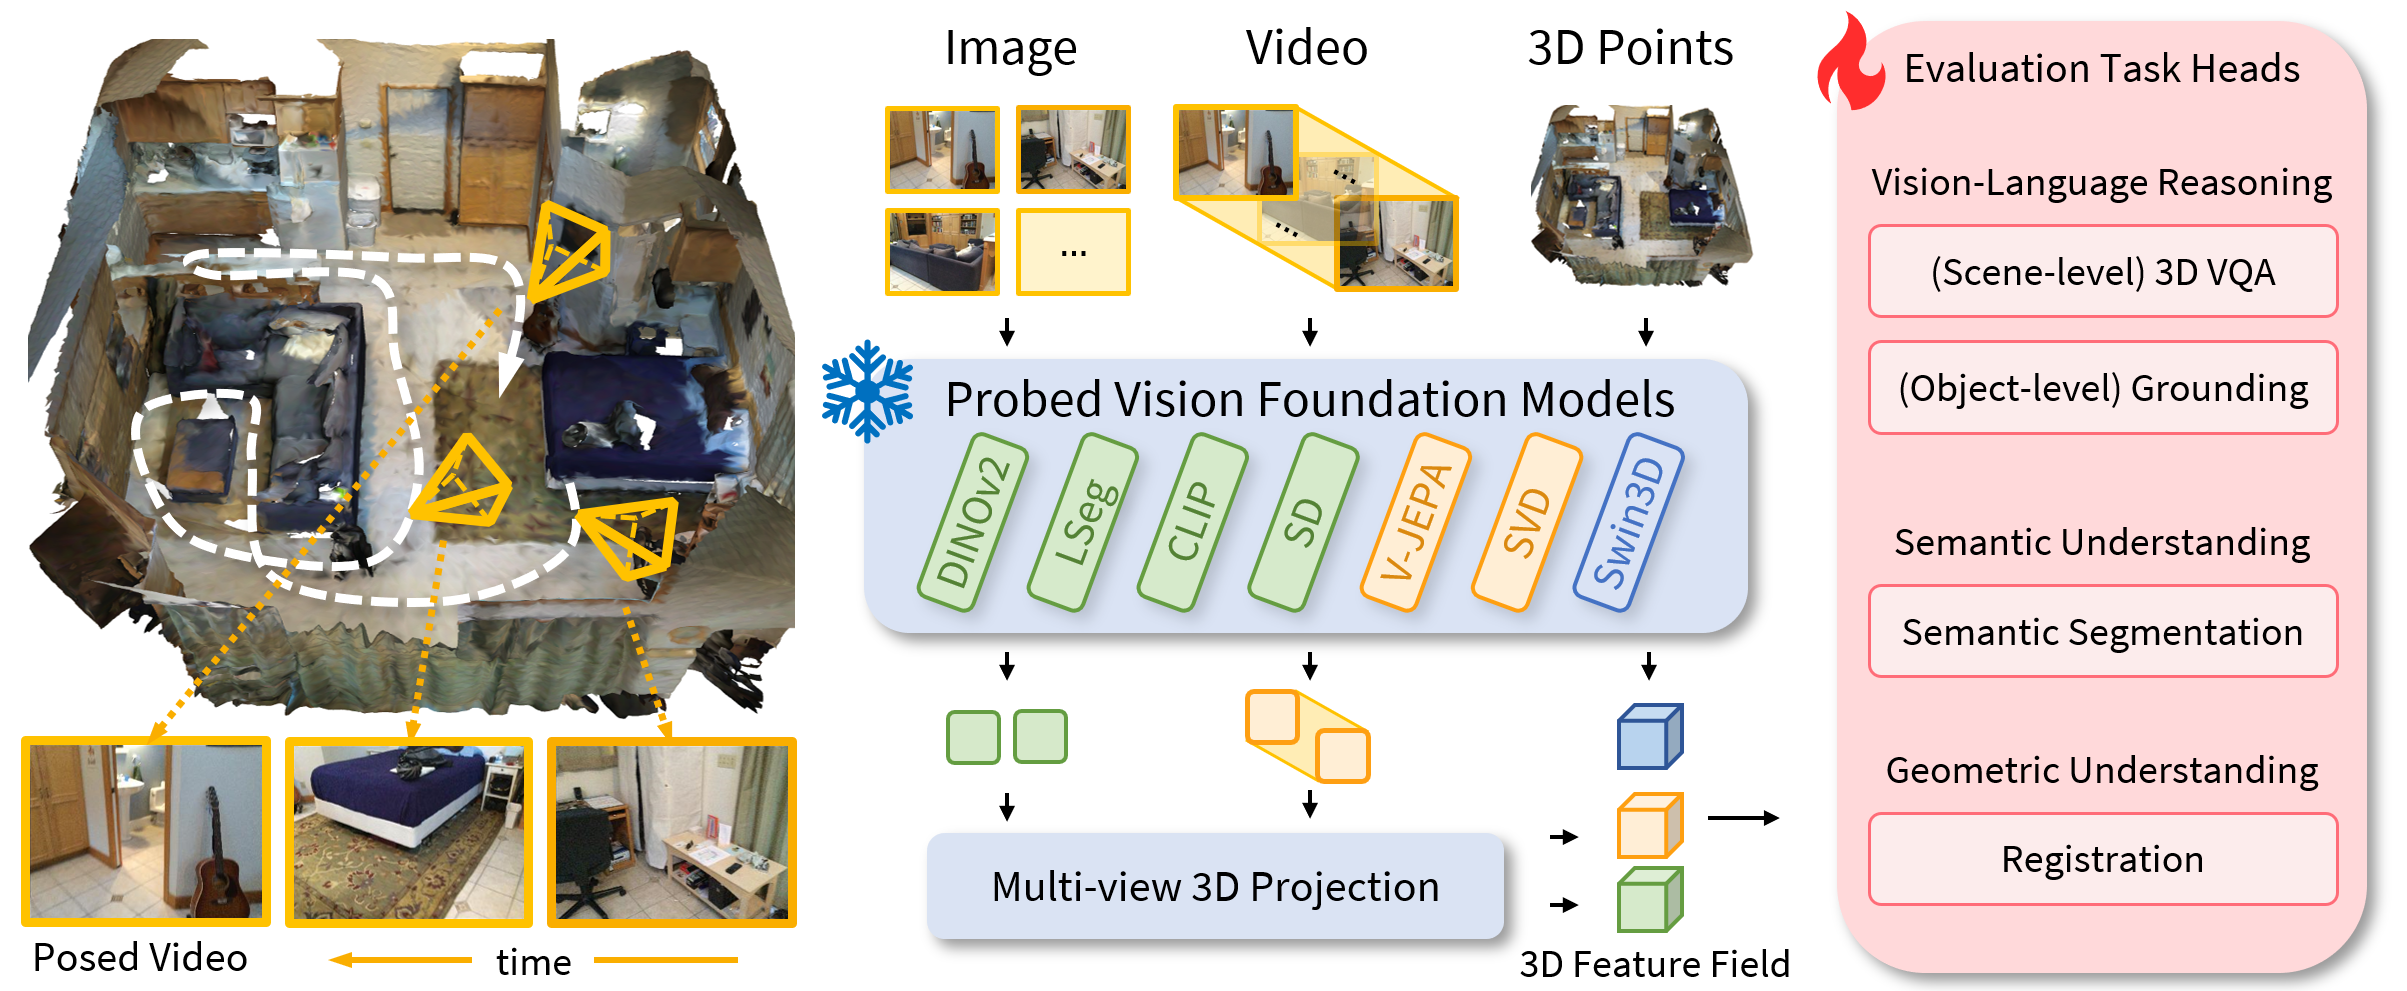 Image
Video
3D Points
Evaluation Task Heads
Vision-Language Reasoning
(Scene-level) 3D VQA
(Object-level) Grounding
Semantic Understanding
Semantic Segmentation
Geometric Understanding
Registration
...
Probed Vision Foundation Models
DINOv2
LSeg
CLIP
SD
V-JEPA
SVD
Swin3D
Multi-view 3D Projection
3D Feature Field
Posed Video
time